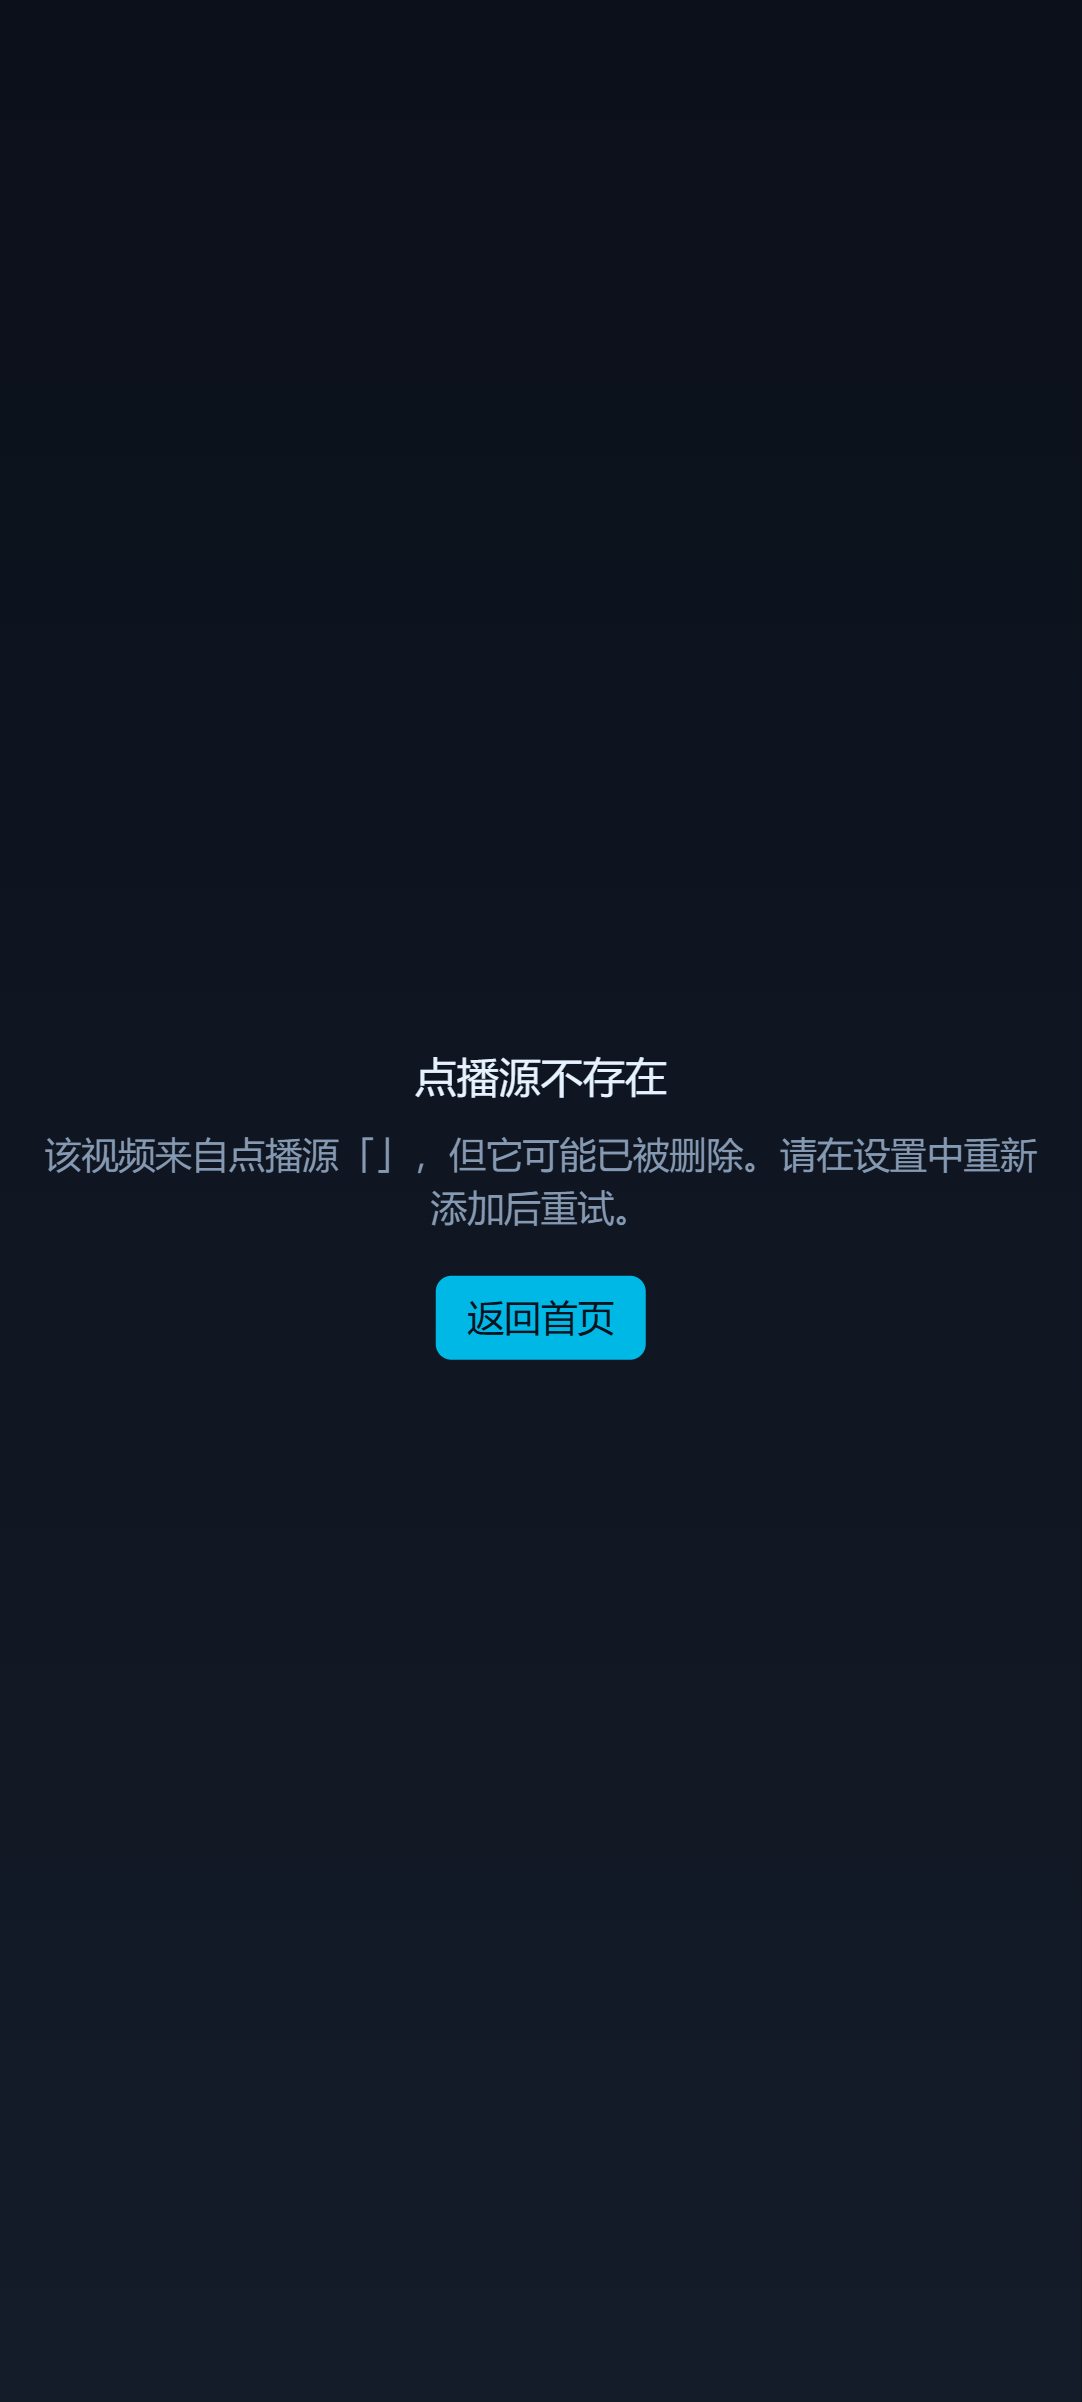 点播源不存在
该视频来自点播源「」，但它可能已被删除。请在设置中重新
添加后重试。
返回首页